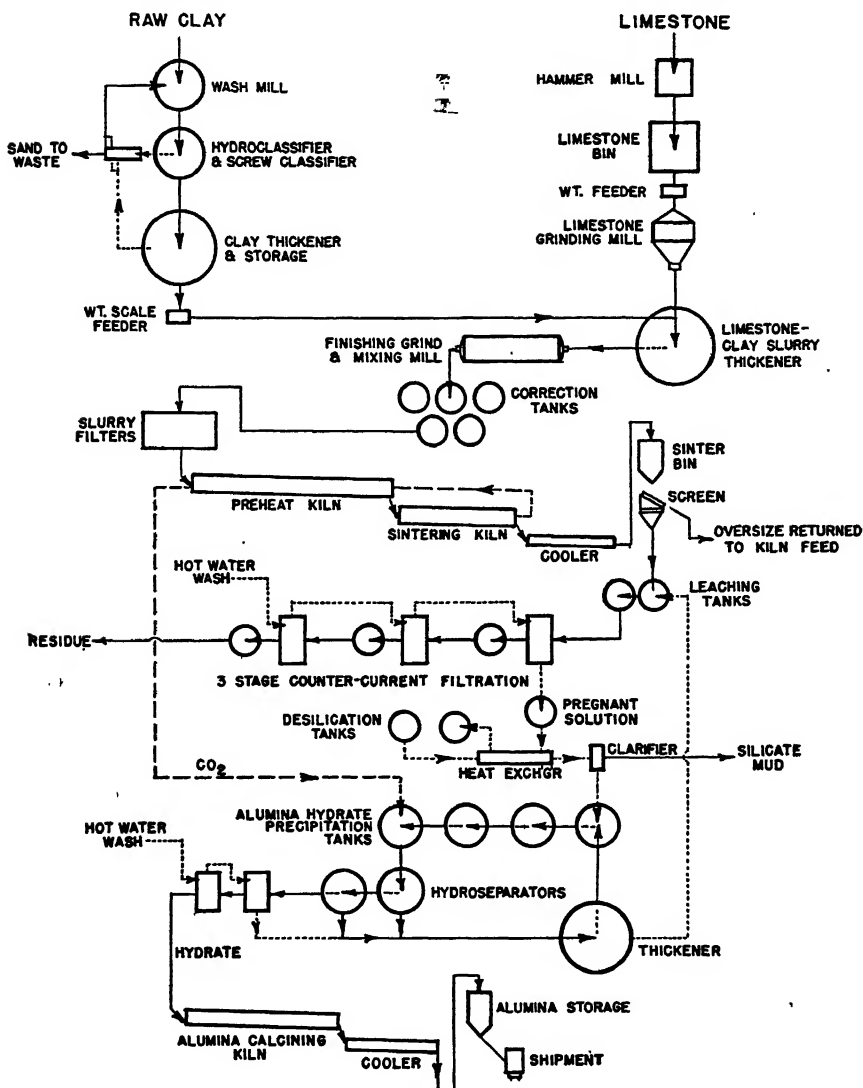 RAW CLAY
LIMESTONE
WASH MILL
HAMMER MILL
SAND TO
WASTE
HYDROCLASSIFIER
& SCREW CLASSIFIER
LIMESTONE
BIN
WT. FEEDER
LIMESTONE
GRINDING MILL
CLAY THICKENER
& STORAGE
WT. SCALE
FEEDER
FINISHING GRIND
& MIXING MILL
LIMESTONE-
CLAY SLURRY
THICKENER
CORRECTION
TANKS
SLURRY
FILTERS
SINTER
BIN
PREHEAT KILN
SCREEN
SINTERING KILN
COOLER
OVERSIZE RETURNED
TO KILN FEED
HOT WATER
WASH
LEACHING
TANKS
RESIDUE
3 STAGE COUNTER-CURRENT FILTRATION
DESILICATION
TANKS
PREGNANT
SOLUTION
CLARIFIER
SILICATE
MUD
HEAT EXCH'GR
CO2
ALUMINA HYDRATE
PRECIPITATION
TANKS
HOT WATER
WASH
HYDROSEPARATORS
HYDRATE
THICKENER
ALUMINA STORAGE
ALUMINA CALCINING
KILN
COOLER
SHIPMENT